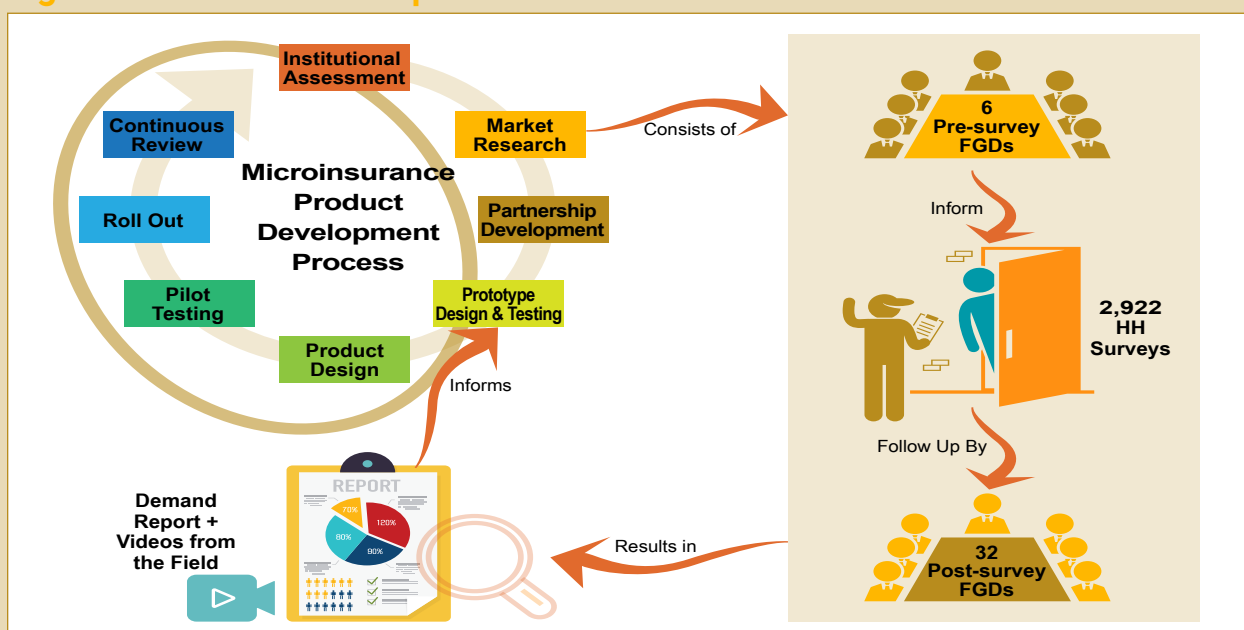 Institutional
Assessment
Continuous
Review
Market
Research
Consists of
Microinsurance
Product
Development
Process
Roll Out
Partnership
Development
Pilot
Testing
Prototype
Design & Testing
Product
Design
Informs
6
Pre-survey
FGDs
Inform
2,922
HH
Surveys
Follow Up By
32
Post-survey
FGDs
Results in
Demand
Report +
Videos from
the Field
REPORT
70%
120%
80%
90%